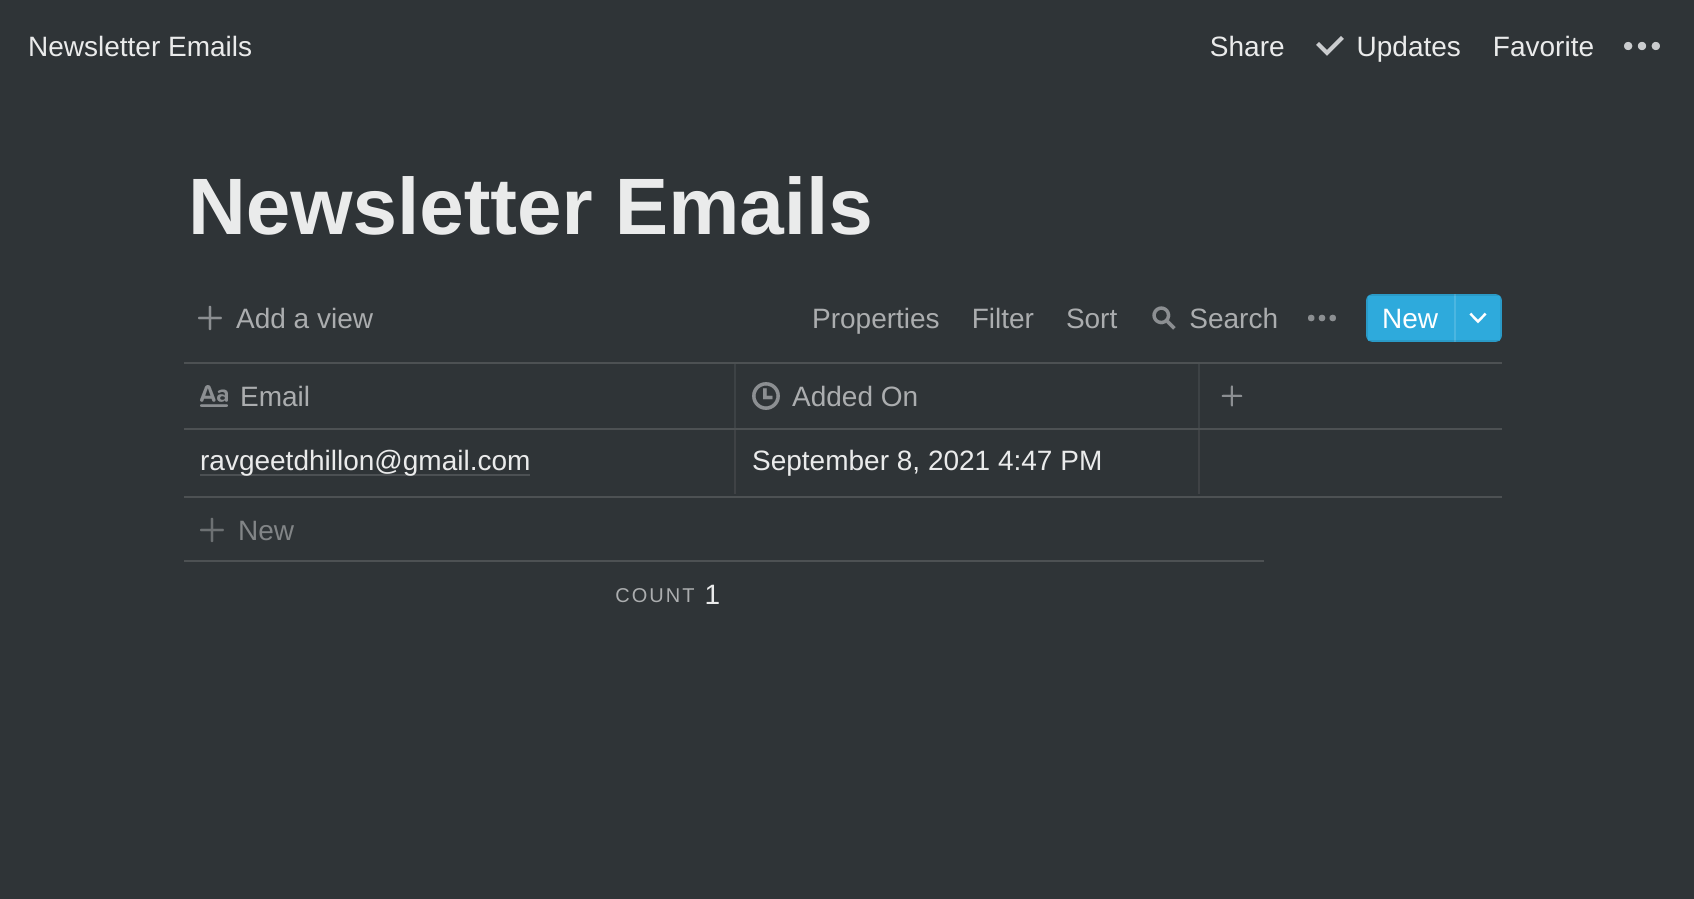 Newsletter Emails Share Updates Favorite
Newsletter Emails
Add a view Properties Filter Sort Search New
Aa Email Added On
ravgeetdhillon@gmail.com September 8, 2021 4:47 PM
New
COUNT 1